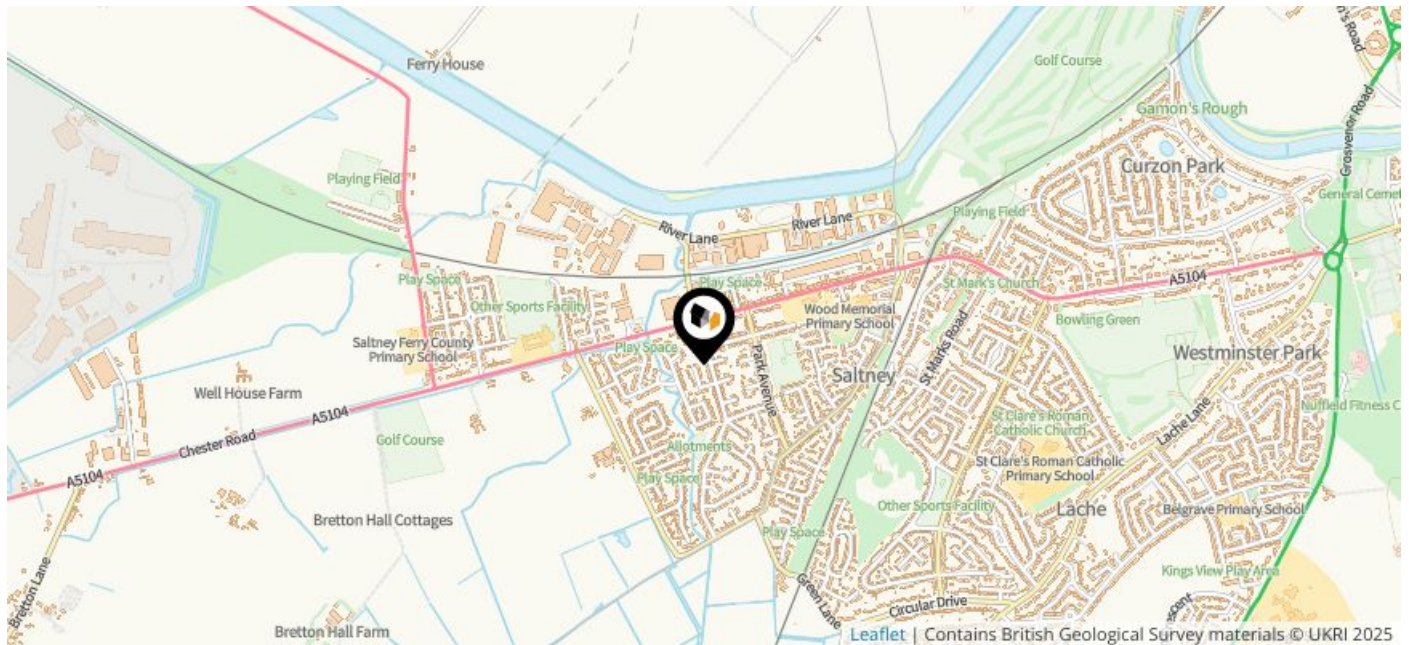 Ferry House
Golf Course
Gamon's Rough
Grosvenor Road
Curzon Park
Playing Field
General Cemet
River Lane
River Lane
Playing Field
Play Space
Play Space
St Mark's Church
A5104
Other Sports Facility
Wood Memorial
Primary School
Bowling Green
Saltney Ferry County
Primary School
Play Space
Park Avenue
Saltney
St Marks Road
Westminster Park
Well House Farm
A5104
Nuffield Fitness C
Lache Lane
Chester Road
Golf Course
St Clare's Roman
Catholic Church
Allotments
St Clare's Roman Catholic
Primary School
A5104
Play Space
Other Sports Facility
Lache
Belgrave Primary School
Bretton Hall Cottages
Play Space
Kings View Play Area
Bretton Lane
Green Lane
Circular Drive
Bretton Hall Farm
Leaflet | Contains British Geological Survey materials © UKRI 2025